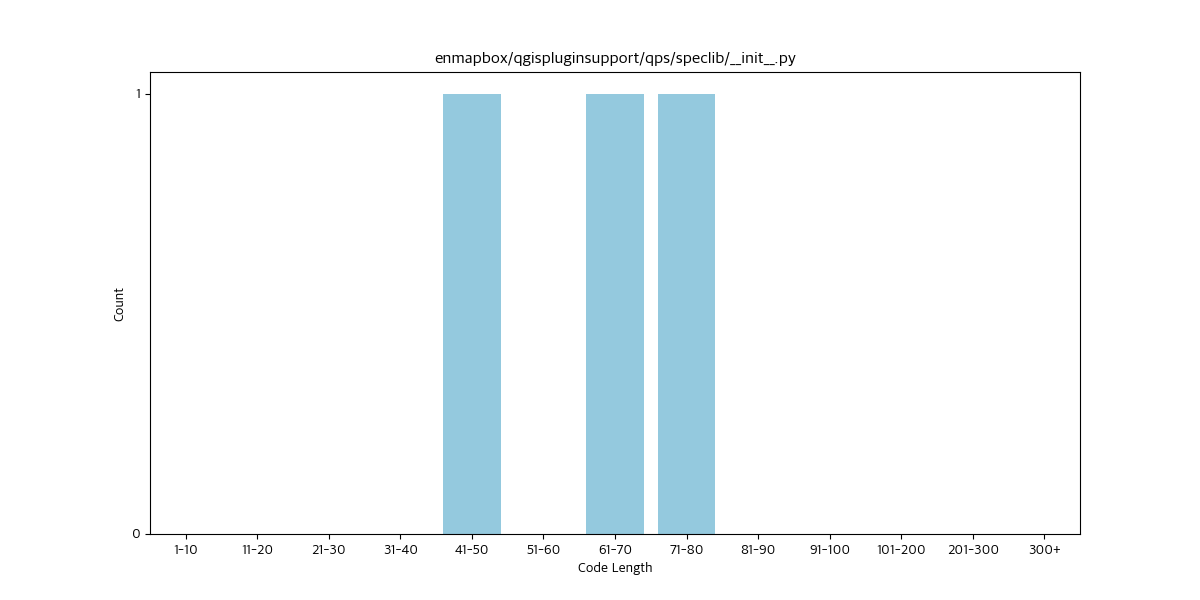 enmapbox/qgispluginsupport/qps/speclib/__init__.py
1
Count
0
1-10 11-20 21-30 31-40 41-50 51-60 61-70 71-80 81-90 91-100 101-200 201-300 300+
Code Length